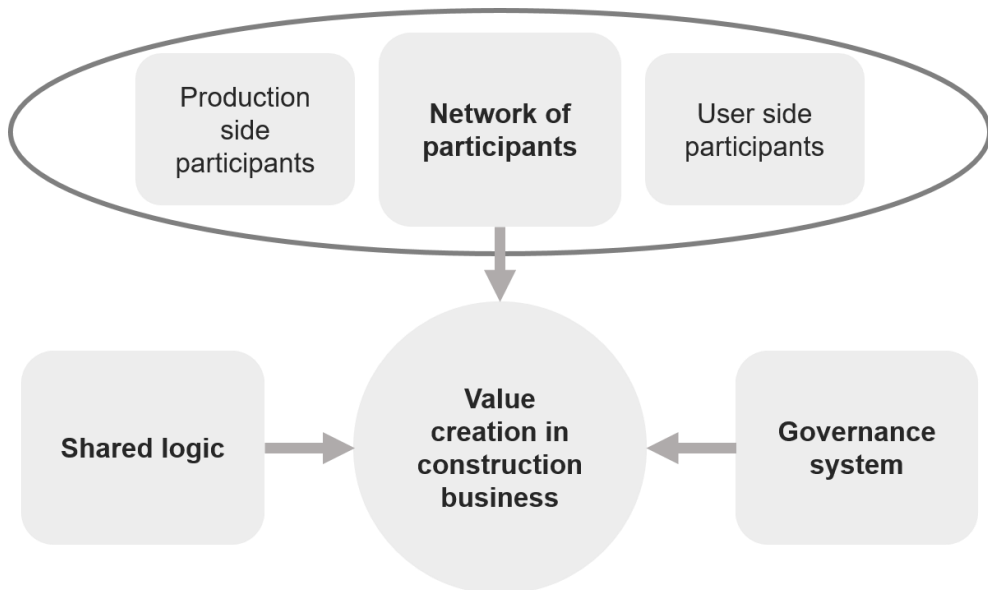 Production
side
participants
Network of
participants
User side
participants
Shared logic
Value
creation in
construction
business
Governance
system